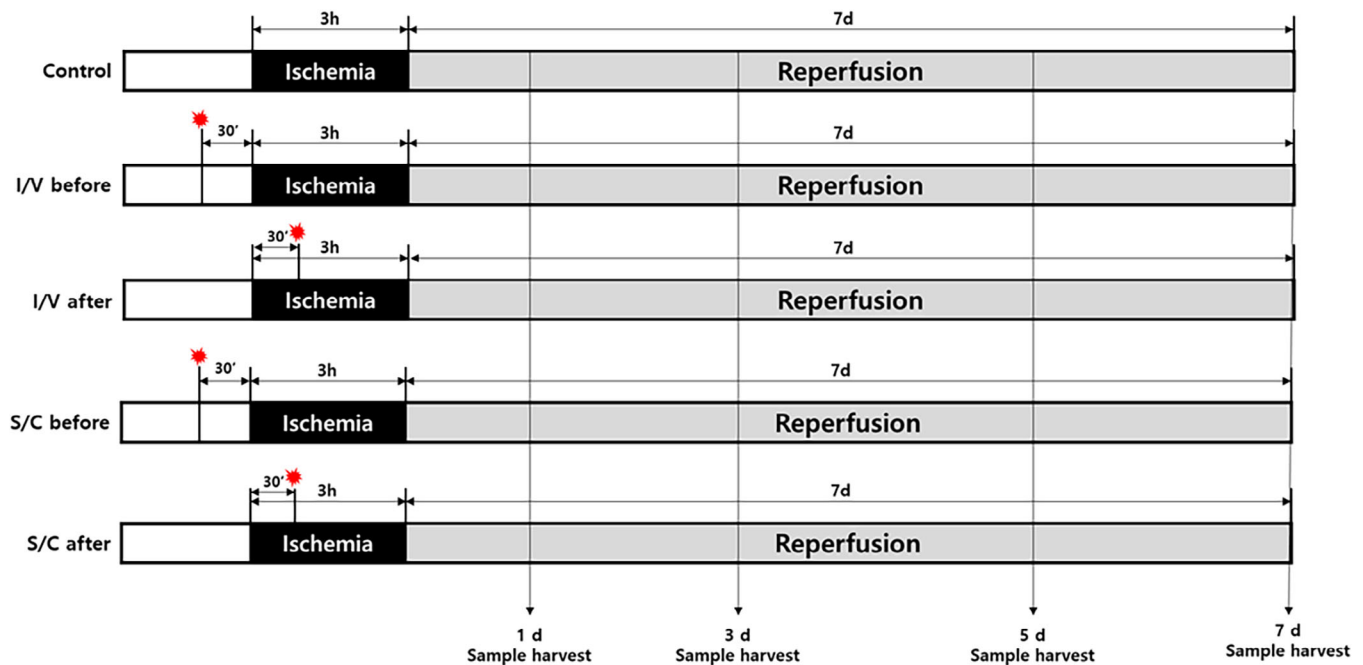 3h 7d
Control Ischemia Reperfusion
30′ 3h 7d
I/V before Ischemia Reperfusion
30′ 3h 7d
I/V after Ischemia Reperfusion
30′ 3h 7d
S/C before Ischemia Reperfusion
30′ 3h 7d
S/C after Ischemia Reperfusion
1 d 3 d 5 d 7 d
Sample harvest Sample harvest Sample harvest Sample harvest